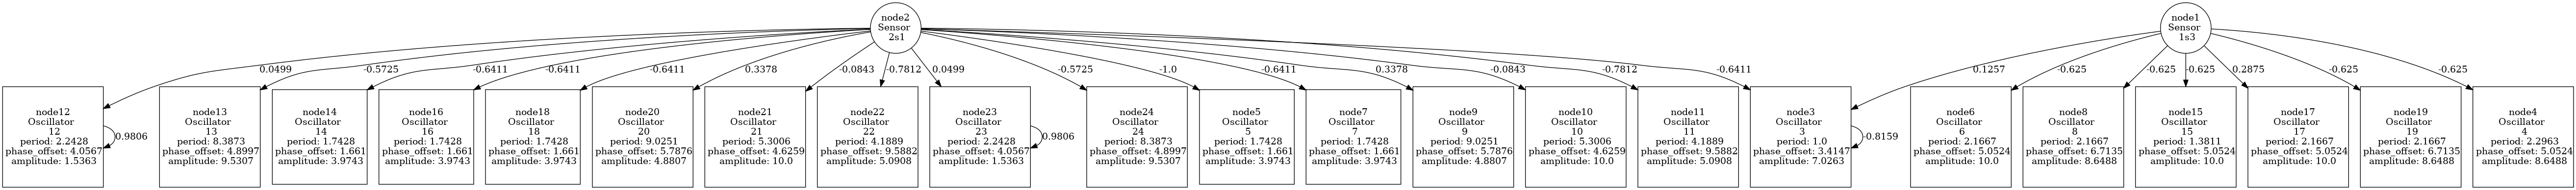 node2
Sensor
2s1
node1
Sensor
1s3
0.0499
-0.5725
-0.6411
-0.6411
-0.6411
0.3378
-0.0843
-0.7812
0.0499
-0.5725
-1.0
-0.6411
0.3378
-0.0843
-0.7812
-0.6411
0.1257
-0.625
-0.625
-0.625
0.2875
-0.625
-0.625
node12
Oscillator
12
period: 2.2428
phase_offset: 4.0567
amplitude: 1.5363
0.9806
node13
Oscillator
13
period: 8.3873
phase_offset: 4.8997
amplitude: 9.5307
node14
Oscillator
14
period: 1.7428
phase_offset: 1.661
amplitude: 3.9743
node16
Oscillator
16
period: 1.7428
phase_offset: 1.661
amplitude: 3.9743
node18
Oscillator
18
period: 1.7428
phase_offset: 1.661
amplitude: 3.9743
node20
Oscillator
20
period: 9.0251
phase_offset: 5.7876
amplitude: 4.8807
node21
Oscillator
21
period: 5.3006
phase_offset: 4.6259
amplitude: 10.0
node22
Oscillator
22
period: 4.1889
phase_offset: 9.5882
amplitude: 5.0908
node23
Oscillator
23
period: 2.2428
phase_offset: 4.0567
amplitude: 1.5363
0.9806
node24
Oscillator
24
period: 8.3873
phase_offset: 4.8997
amplitude: 9.5307
node5
Oscillator
5
period: 1.7428
phase_offset: 1.661
amplitude: 3.9743
node7
Oscillator
7
period: 1.7428
phase_offset: 1.661
amplitude: 3.9743
node9
Oscillator
9
period: 9.0251
phase_offset: 5.7876
amplitude: 4.8807
node10
Oscillator
10
period: 5.3006
phase_offset: 4.6259
amplitude: 10.0
node11
Oscillator
11
period: 4.1889
phase_offset: 9.5882
amplitude: 5.0908
node3
Oscillator
3
period: 1.0
phase_offset: 3.4147
amplitude: 7.0263
-0.8159
node6
Oscillator
6
period: 2.1667
phase_offset: 5.0524
amplitude: 10.0
node8
Oscillator
8
period: 2.1667
phase_offset: 6.7135
amplitude: 8.6488
node15
Oscillator
15
period: 1.3811
phase_offset: 5.0524
amplitude: 10.0
node17
Oscillator
17
period: 2.1667
phase_offset: 5.0524
amplitude: 10.0
node19
Oscillator
19
period: 2.1667
phase_offset: 6.7135
amplitude: 8.6488
node4
Oscillator
4
period: 2.2963
phase_offset: 5.0524
amplitude: 8.6488